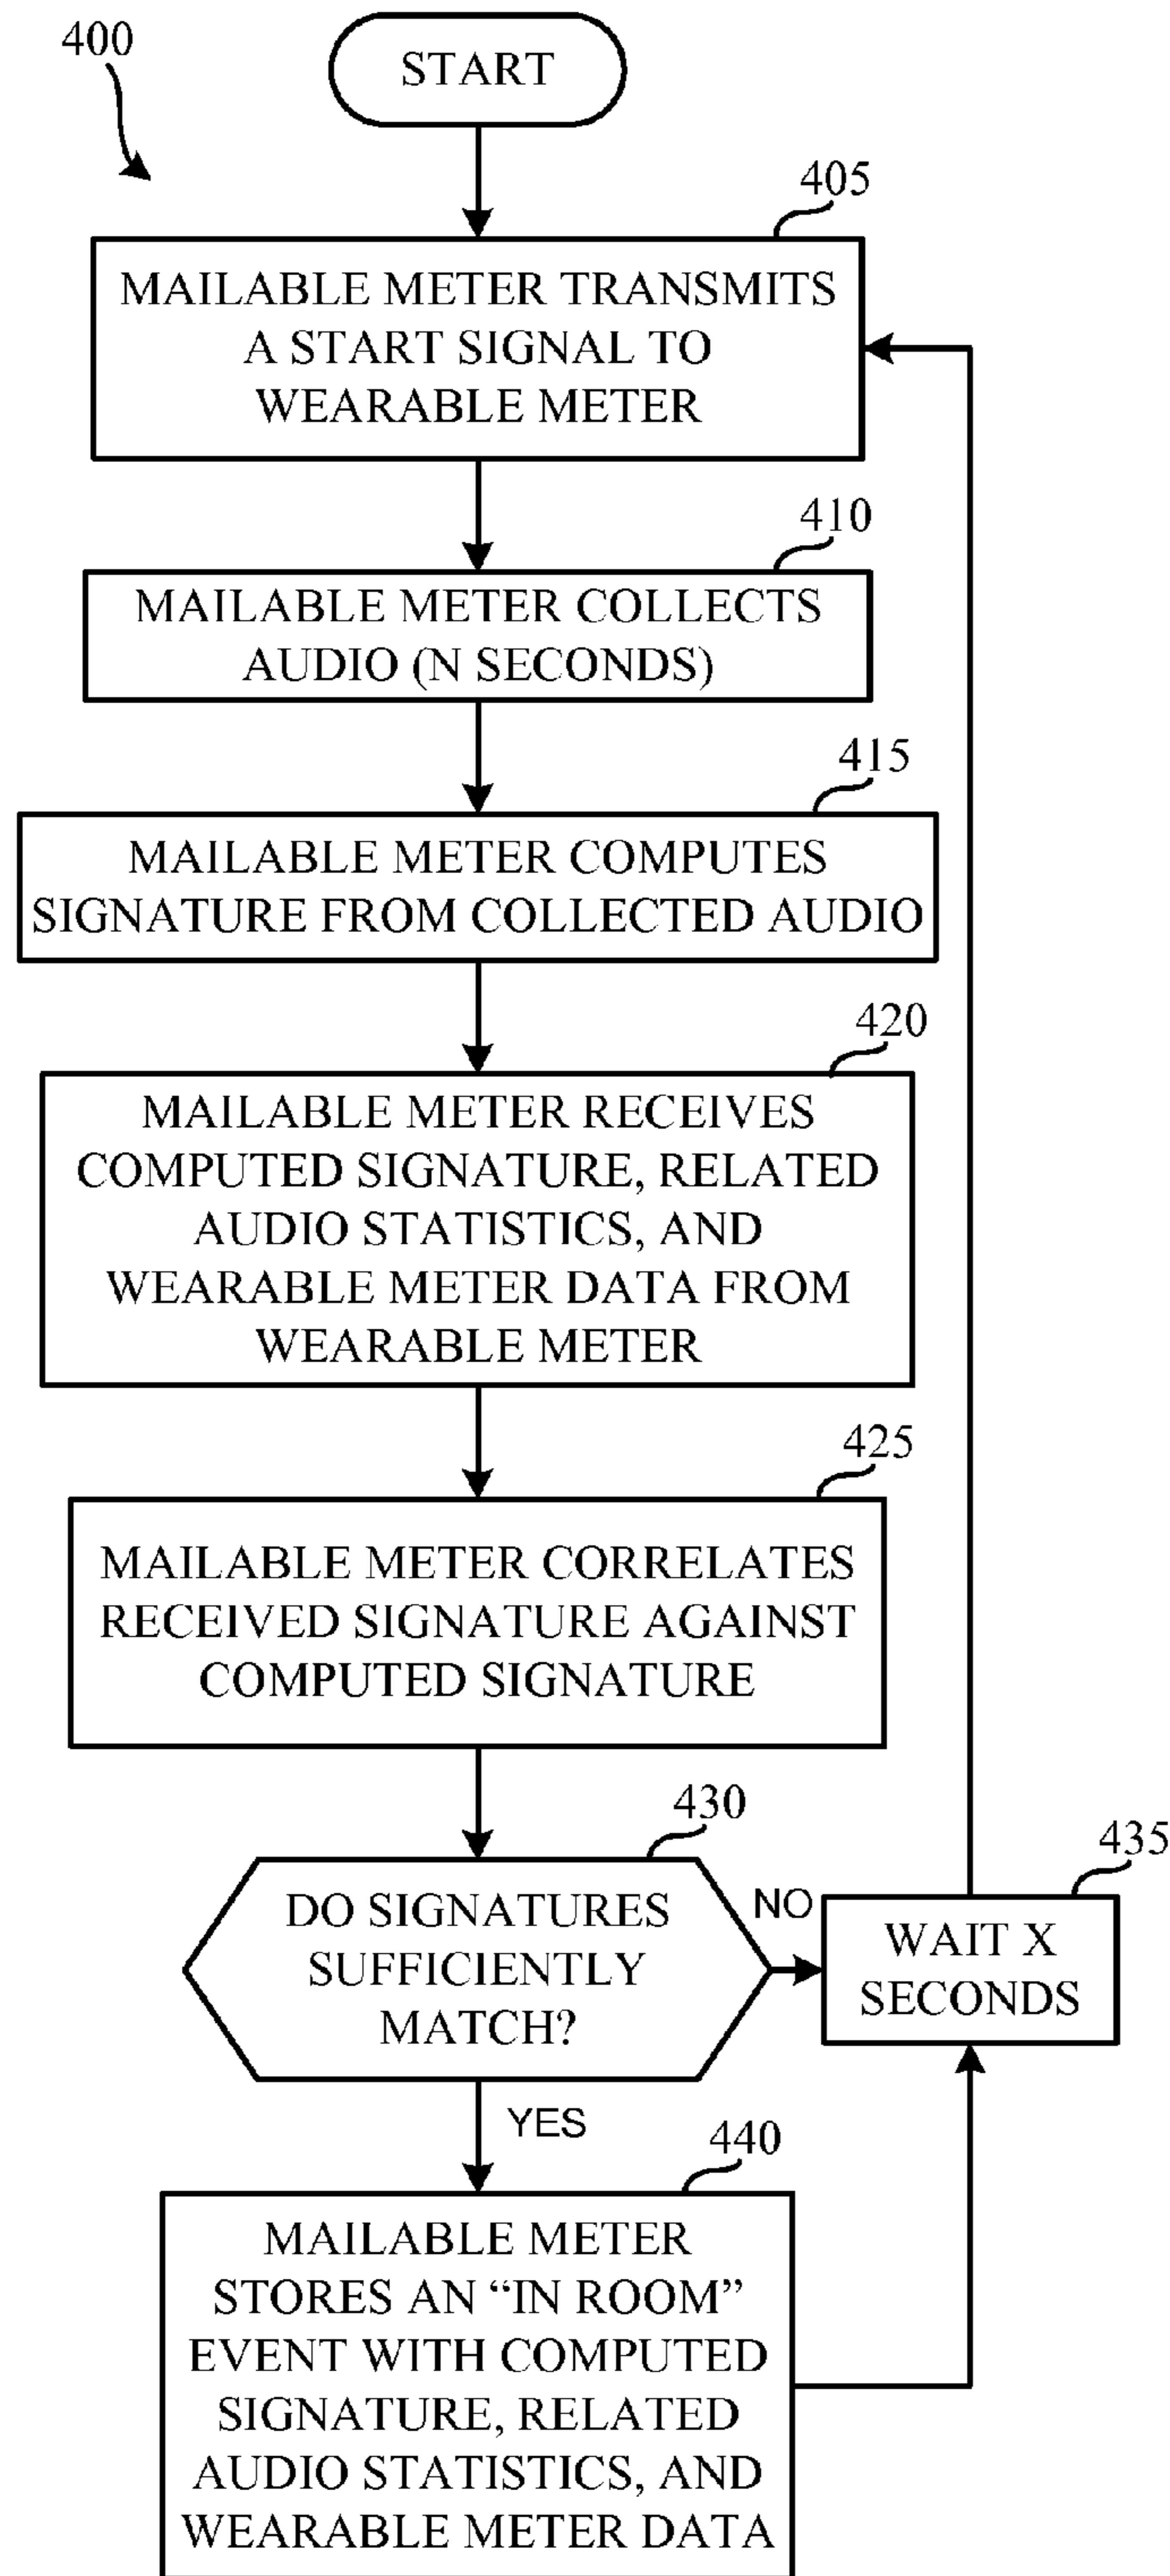 400
START
405
MAILABLE METER TRANSMITS
A START SIGNAL TO
WEARABLE METER
410
MAILABLE METER COLLECTS
AUDIO (N SECONDS)
415
MAILABLE METER COMPUTES
SIGNATURE FROM COLLECTED AUDIO
420
MAILABLE METER RECEIVES
COMPUTED SIGNATURE, RELATED
AUDIO STATISTICS, AND
WEARABLE METER DATA FROM
WEARABLE METER
425
MAILABLE METER CORRELATES
RECEIVED SIGNATURE AGAINST
COMPUTED SIGNATURE
430
DO SIGNATURES
SUFFICIENTLY
MATCH?
NO
435
WAIT X
SECONDS
YES
440
MAILABLE METER
STORES AN “IN ROOM”
EVENT WITH COMPUTED
SIGNATURE, RELATED
AUDIO STATISTICS, AND
WEARABLE METER DATA